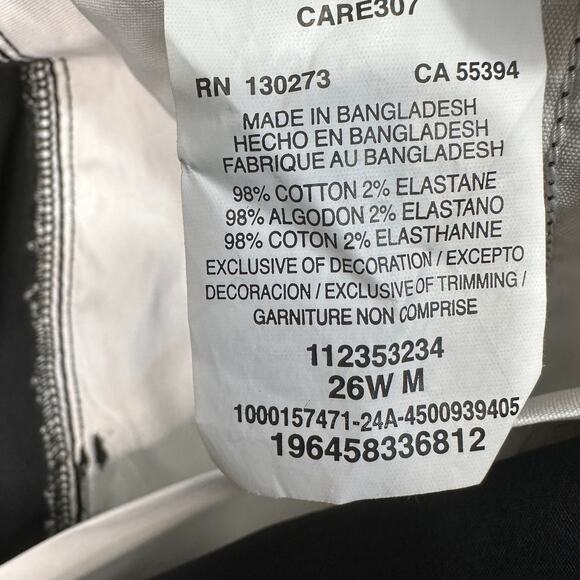 CARE307
RN 130273 CA 55394
MADE IN BANGLADESH
HECHO EN BANGLADESH
FABRIQUE AU BANGLADESH
98% COTTON 2% ELASTANE
98% ALGODON 2% ELASTANO
98% COTON 2% ELASTHANNE
EXCLUSIVE OF DECORATION / EXCEPTO
DECORACION / EXCLUSIVE OF TRIMMING /
GARNITURE NON COMPRISE
112353234
26W M
1000157471-24A-4500939405
196458336812